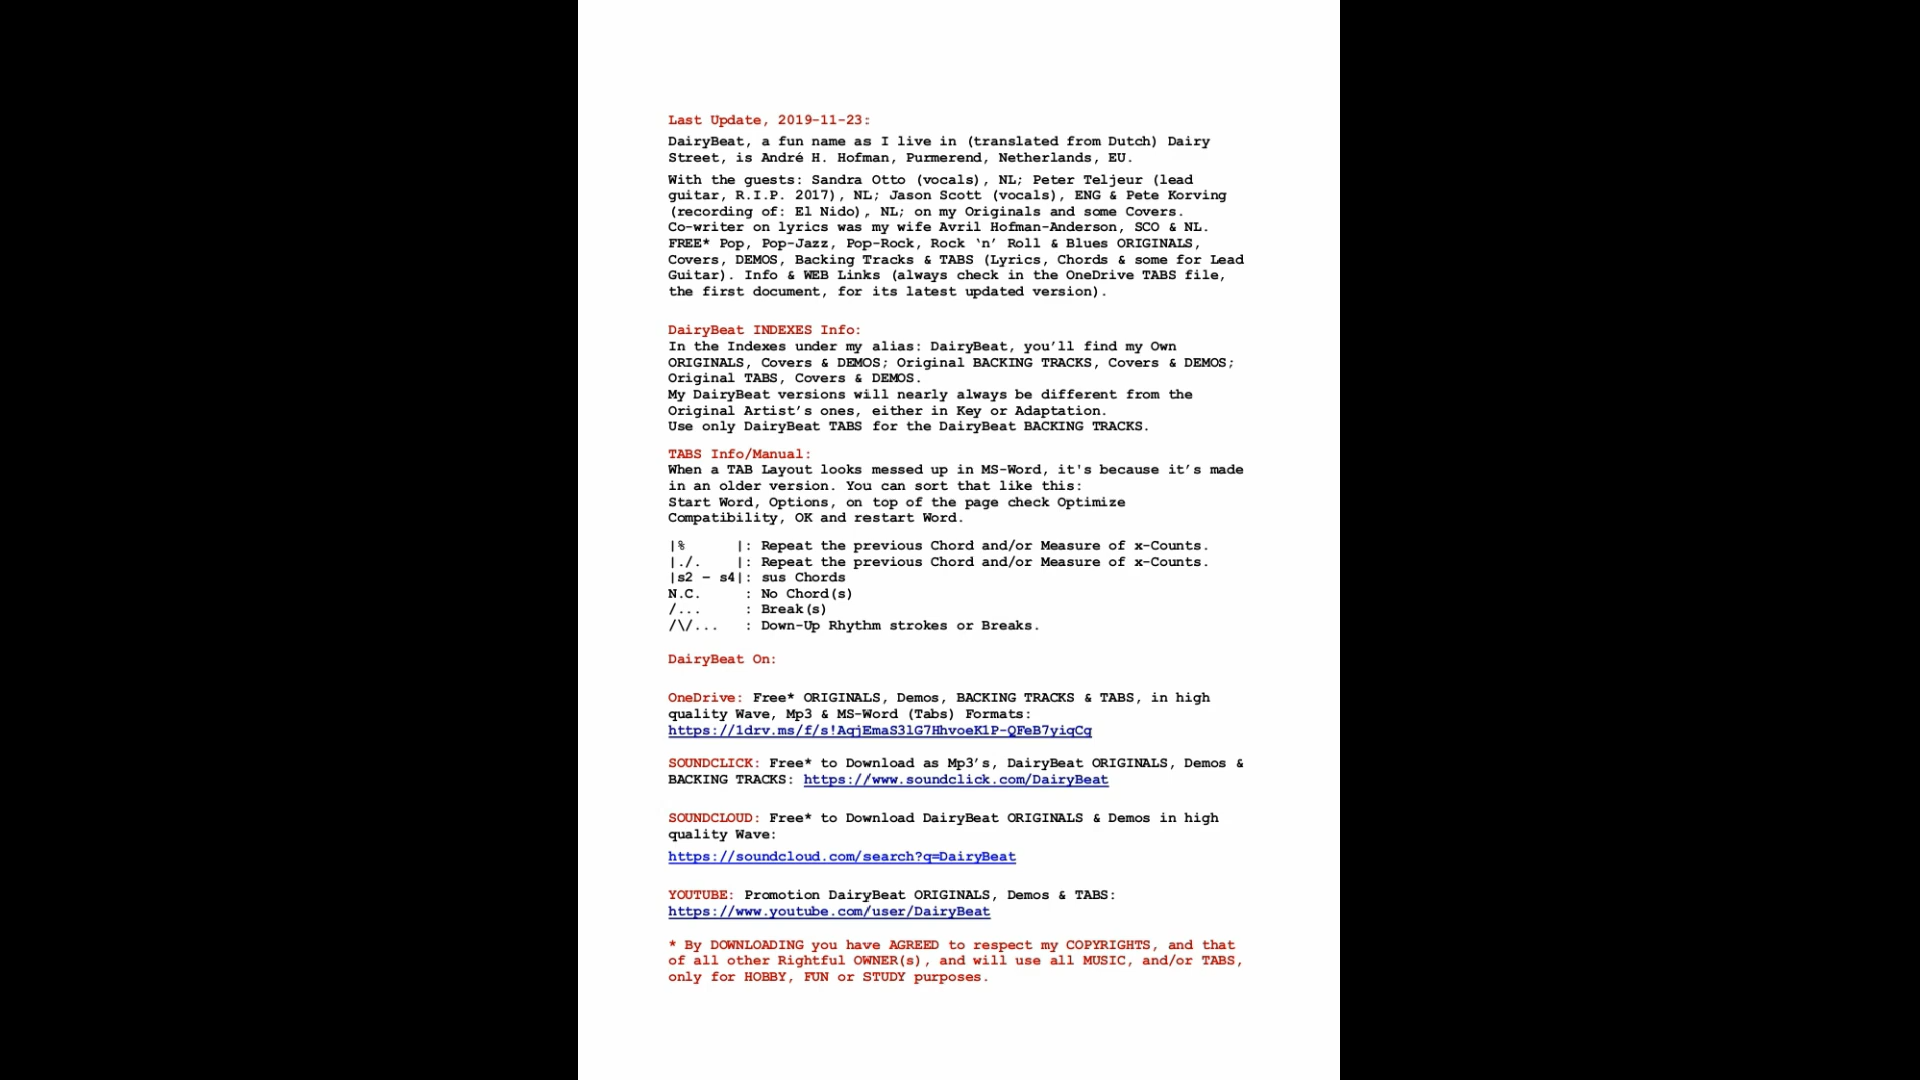 Last Update, 2019-11-23:
DairyBeat, a fun name as I live in (translated from Dutch) Dairy
Street, is André H. Hofman, Purmerend, Netherlands, EU.
With the guests: Sandra Otto (vocals), NL; Peter Teljeur (lead
guitar, R.I.P. 2017), NL; Jason Scott (vocals), ENG & Pete Korving
(recording of: El Nido), NL; on my Originals and some Covers.
Co-writer on lyrics was my wife Avril Hofman-Anderson, SCO & NL.
FREE* Pop, Pop-Jazz, Pop-Rock, Rock ‘n’ Roll & Blues ORIGINALS,
Covers, DEMOS, Backing Tracks & TABS (Lyrics, Chords & some for Lead
Guitar). Info & WEB Links (always check in the OneDrive TABS file,
the first document, for its latest updated version).
DairyBeat INDEXES Info:
In the Indexes under my alias: DairyBeat, you’ll find my Own
ORIGINALS, Covers & DEMOS; Original BACKING TRACKS, Covers & DEMOS;
Original TABS, Covers & DEMOS.
My DairyBeat versions will nearly always be different from the
Original Artist’s ones, either in Key or Adaptation.
Use only DairyBeat TABS for the DairyBeat BACKING TRACKS.
TABS Info/Manual:
When a TAB Layout looks messed up in MS-Word, it's because it’s made
in an older version. You can sort that like this:
Start Word, Options, on top of the page check Optimize
Compatibility, OK and restart Word.
|%      |: Repeat the previous Chord and/or Measure of x-Counts.
|./.    |: Repeat the previous Chord and/or Measure of x-Counts.
|s2 – s4|: sus Chords
N.C.     : No Chord(s)
/...     : Break(s)
/\/...   : Down-Up Rhythm strokes or Breaks.
DairyBeat On:
OneDrive: Free* ORIGINALS, Demos, BACKING TRACKS & TABS, in high
quality Wave, Mp3 & MS-Word (Tabs) Formats:
https://1drv.ms/f/s!AqjEmaS3lG7HhvoeK1P-QFeB7yiqCg
SOUNDCLICK: Free* to Download as Mp3’s, DairyBeat ORIGINALS, Demos &
BACKING TRACKS: https://www.soundclick.com/DairyBeat
SOUNDCLOUD: Free* to Download DairyBeat ORIGINALS & Demos in high
quality Wave:
https://soundcloud.com/search?q=DairyBeat
YOUTUBE: Promotion DairyBeat ORIGINALS, Demos & TABS:
https://www.youtube.com/user/DairyBeat
* By DOWNLOADING you have AGREED to respect my COPYRIGHTS, and that
of all other Rightful OWNER(s), and will use all MUSIC, and/or TABS,
only for HOBBY, FUN or STUDY purposes.